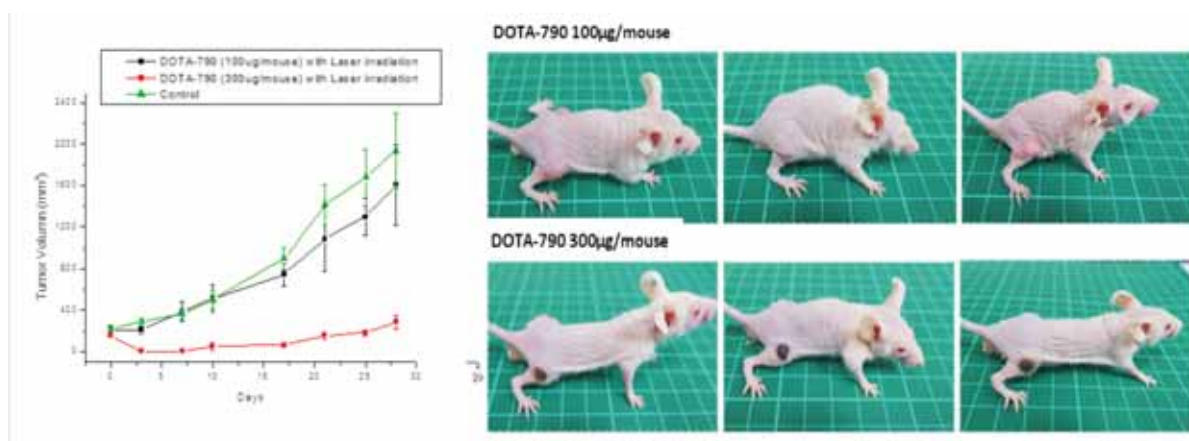 DOTA-790 (100ug/mouse) with Laser irradiation
DOTA-790 (300ug/mouse) with Laser irradiation
Control
2400
2000
1600
1200
800
400
0
Tumor Volumn (mm³)
0 5 10 15 20 25 30
Days
DOTA-790 100µg/mouse
DOTA-790 300µg/mouse